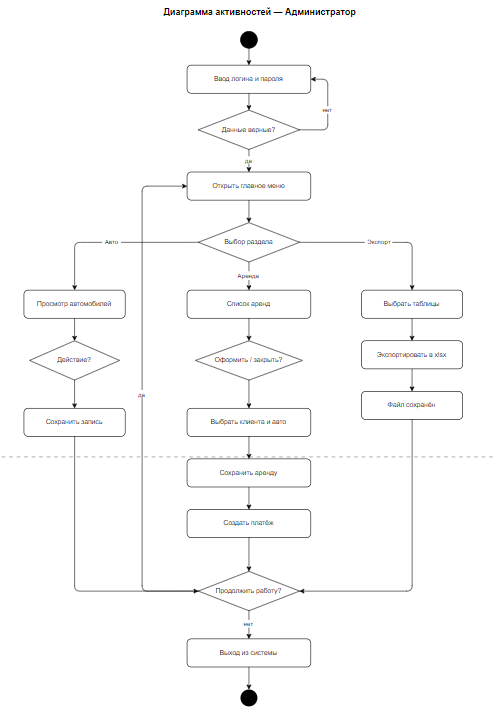 Диаграмма активностей — Администратор
Ввод логина и пароля
нет
Данные верные?
да
Открыть главное меню
Выбор раздела
Авто
Экспорт
Аренда
Просмотр автомобилей
Список аренд
Выбрать таблицы
Действие?
Оформить / закрыть?
Экспортировать в xlsx
да
Файл сохранён
Сохранить запись
Выбрать клиента и авто
Сохранить аренду
Создать платёж
Продолжить работу?
нет
Выход из системы